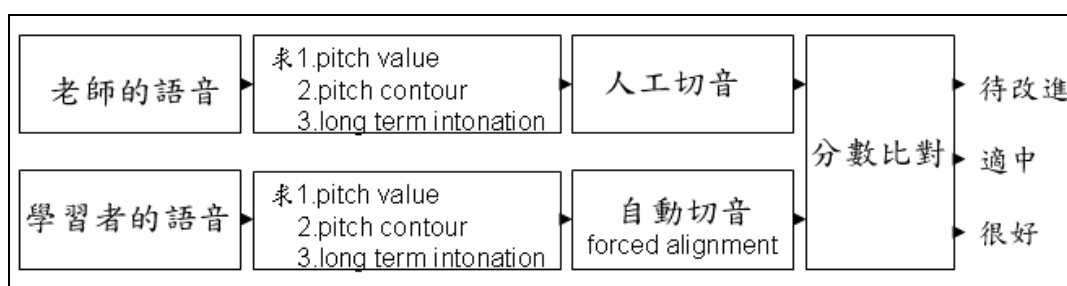 老師的語音
求1.pitch value
2.pitch contour
3.long term intonation
人工切音
學習者的語音
求1.pitch value
2.pitch contour
3.long term intonation
自動切音
forced alignment
分數比對
待改進
適中
很好